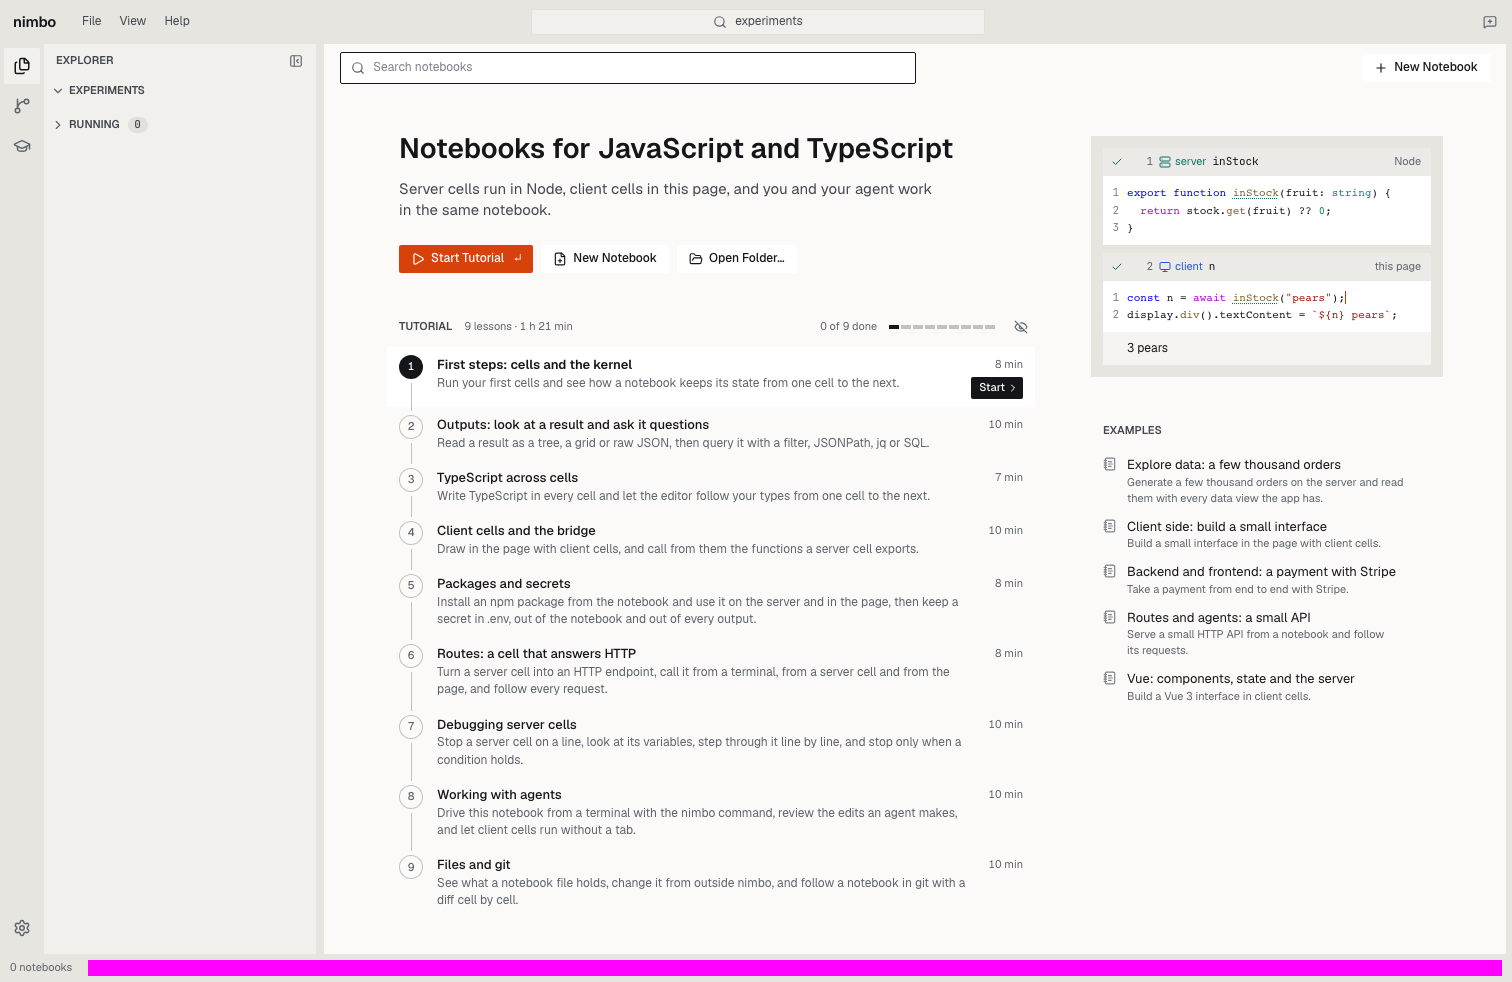 nimbo
File
View
Help
experiments
EXPLORER
EXPERIMENTS
RUNNING 0
Search notebooks
New Notebook
Notebooks for JavaScript and TypeScript
Server cells run in Node, client cells in this page, and you and your agent work
in the same notebook.
Start Tutorial
New Notebook
Open Folder...
TUTORIAL 9 lessons · 1 h 21 min
0 of 9 done
1 First steps: cells and the kernel 8 min
Run your first cells and see how a notebook keeps its state from one cell to the next.
Start
2 Outputs: look at a result and ask it questions 10 min
Read a result as a tree, a grid or raw JSON, then query it with a filter, JSONPath, jq or SQL.
3 TypeScript across cells 7 min
Write TypeScript in every cell and let the editor follow your types from one cell to the next.
4 Client cells and the bridge 10 min
Draw in the page with client cells, and call from them the functions a server cell exports.
5 Packages and secrets 8 min
Install an npm package from the notebook and use it on the server and in the page, then keep a
secret in .env, out of the notebook and out of every output.
6 Routes: a cell that answers HTTP 8 min
Turn a server cell into an HTTP endpoint, call it from a terminal, from a server cell and from the
page, and follow every request.
7 Debugging server cells 10 min
Stop a server cell on a line, look at its variables, step through it line by line, and stop only when a
condition holds.
8 Working with agents 10 min
Drive this notebook from a terminal with the nimbo command, review the edits an agent makes,
and let client cells run without a tab.
9 Files and git 10 min
See what a notebook file holds, change it from outside nimbo, and follow a notebook in git with a
diff cell by cell.
1 server inStock Node
1 export function inStock(fruit: string) {
2 return stock.get(fruit) ?? 0;
3 }
2 client n this page
1 const n = await inStock("pears");
2 display.div().textContent = `${n} pears`;
3 pears
EXAMPLES
Explore data: a few thousand orders
Generate a few thousand orders on the server and read
them with every data view the app has.
Client side: build a small interface
Build a small interface in the page with client cells.
Backend and frontend: a payment with Stripe
Take a payment from end to end with Stripe.
Routes and agents: a small API
Serve a small HTTP API from a notebook and follow
its requests.
Vue: components, state and the server
Build a Vue 3 interface in client cells.
0 notebooks